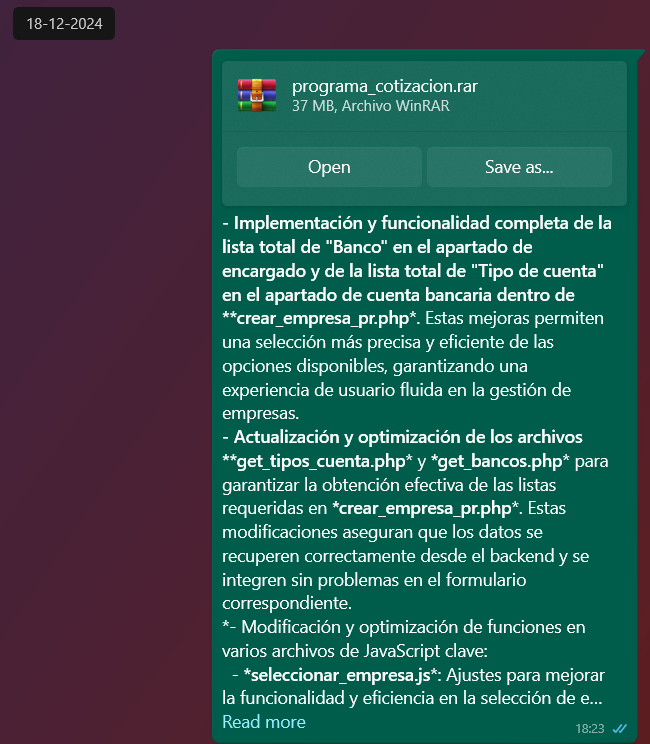 18-12-2024
programa_cotizacion.rar
37 MB, Archivo WinRAR
Open
Save as...
- Implementación y funcionalidad completa de la
lista total de "Banco" en el apartado de
encargado y de la lista total de "Tipo de cuenta"
en el apartado de cuenta bancaria dentro de
**crear_empresa_pr.php*. Estas mejoras permiten
una selección más precisa y eficiente de las
opciones disponibles, garantizando una
experiencia de usuario fluida en la gestión de
empresas.
- Actualización y optimización de los archivos
**get_tipos_cuenta.php* y *get_bancos.php* para
garantizar la obtención efectiva de las listas
requeridas en *crear_empresa_pr.php*. Estas
modificaciones aseguran que los datos se
recuperen correctamente desde el backend y se
integren sin problemas en el formulario
correspondiente.
*- Modificación y optimización de funciones en
varios archivos de JavaScript clave:
- *seleccionar_empresa.js*: Ajustes para mejorar
la funcionalidad y eficiencia en la selección de e...
Read more
18:23